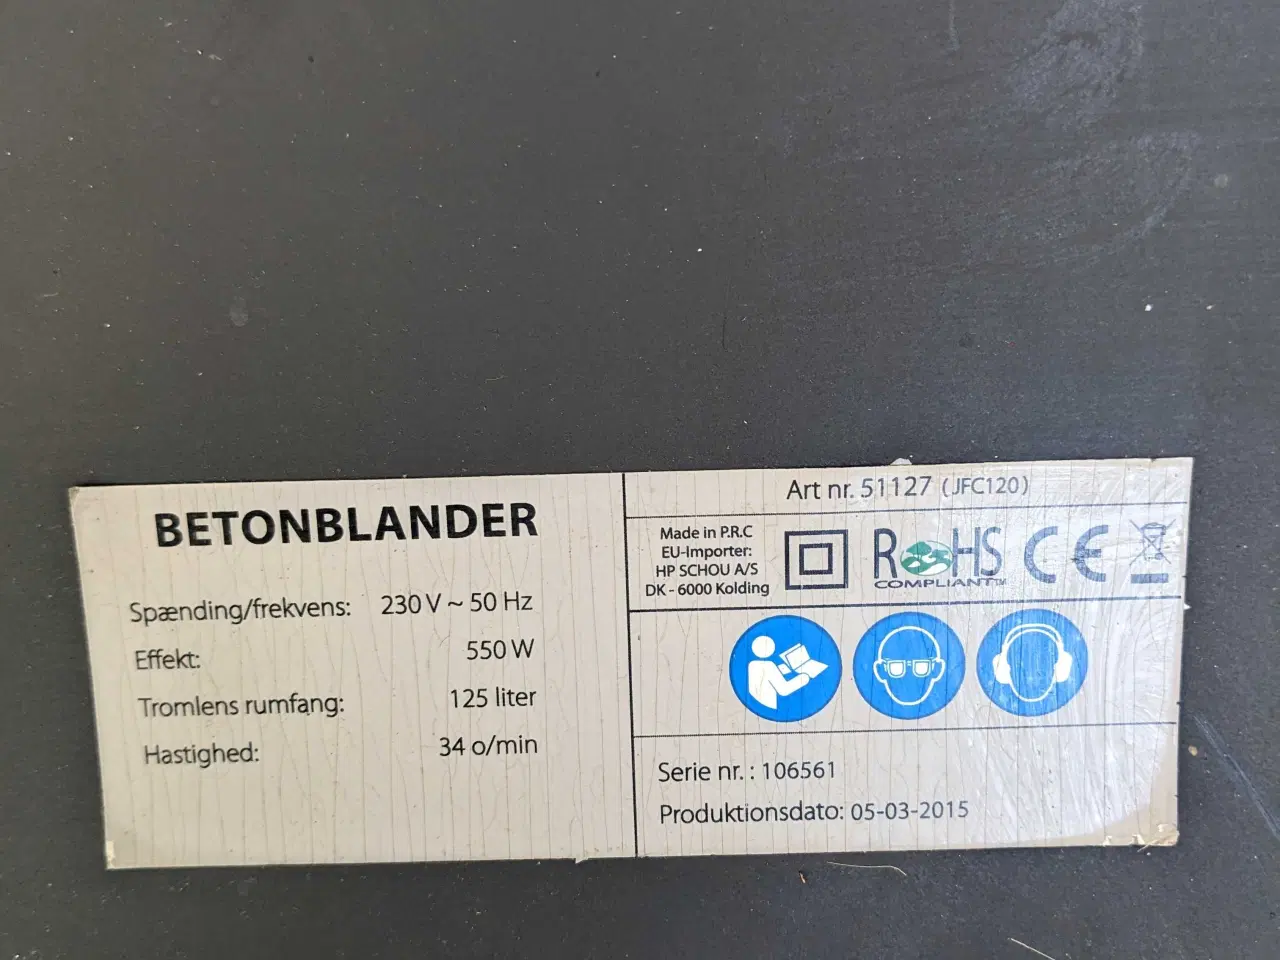 BETONBLANDER
Spænding/frekvens: 230 V ~ 50 Hz
Effekt: 550 W
Tromlens rumfang: 125 liter
Hastighed: 34 o/min
Art nr. 51127 (JFC120)
Made in P.R.C
EU-Importer:
HP SCHOU A/S
DK - 6000 Kolding
RoHS
COMPLIANT™
CE
Serie nr. : 106561
Produktionsdato: 05-03-2015